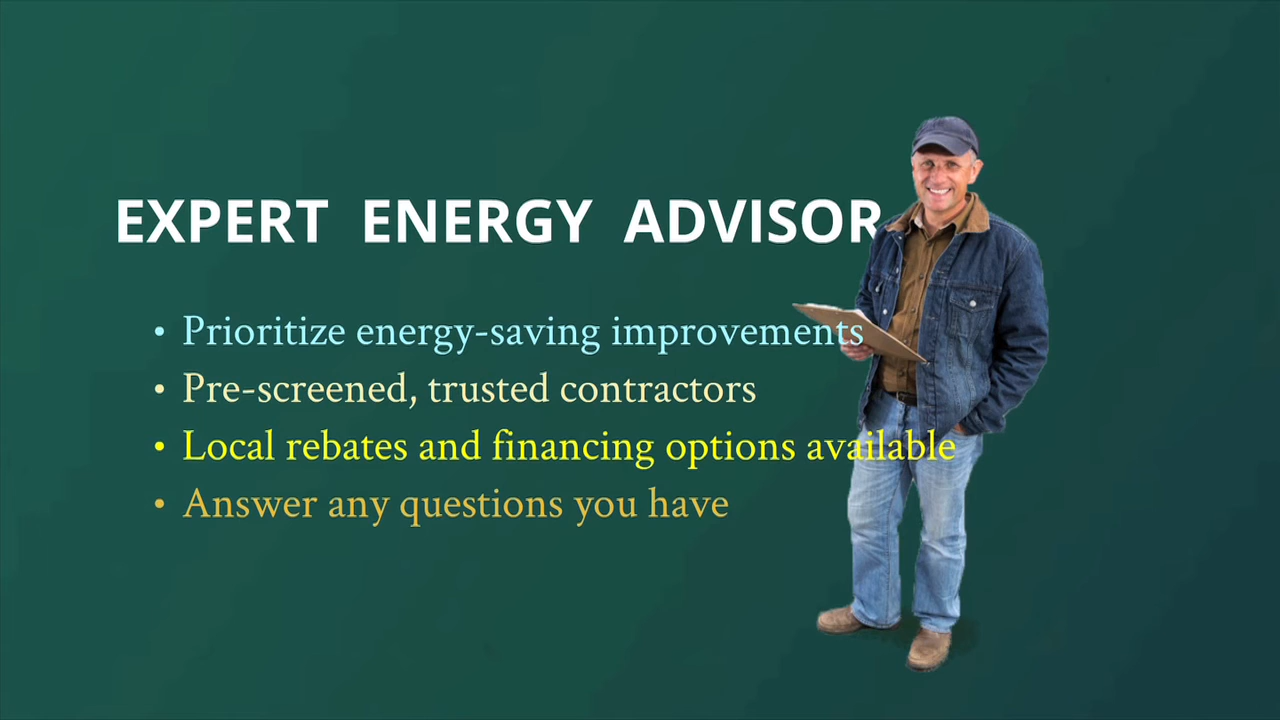 EXPERT ENERGY ADVISOR
• Prioritize energy-saving improvements
• Pre-screened, trusted contractors
• Local rebates and financing options available
• Answer any questions you have